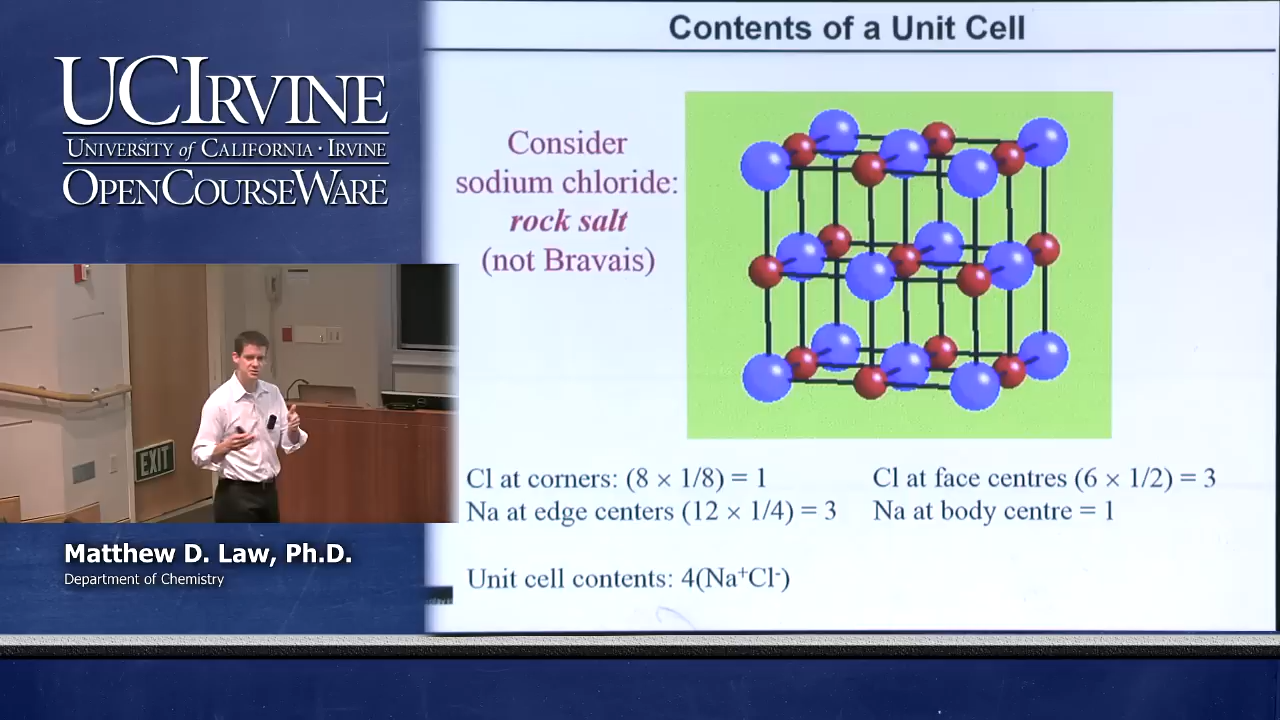 UCIRVINE
UNIVERSITY of CALIFORNIA · IRVINE
OPENCOURSEWARE
Contents of a Unit Cell
Consider
sodium chloride:
rock salt
(not Bravais)
EXIT
Cl at corners: (8 × 1/8) = 1
Cl at face centres (6 × 1/2) = 3
Na at edge centers (12 × 1/4) = 3
Na at body centre = 1
Unit cell contents: 4(Na⁺Cl⁻)
Matthew D. Law, Ph.D.
Department of Chemistry